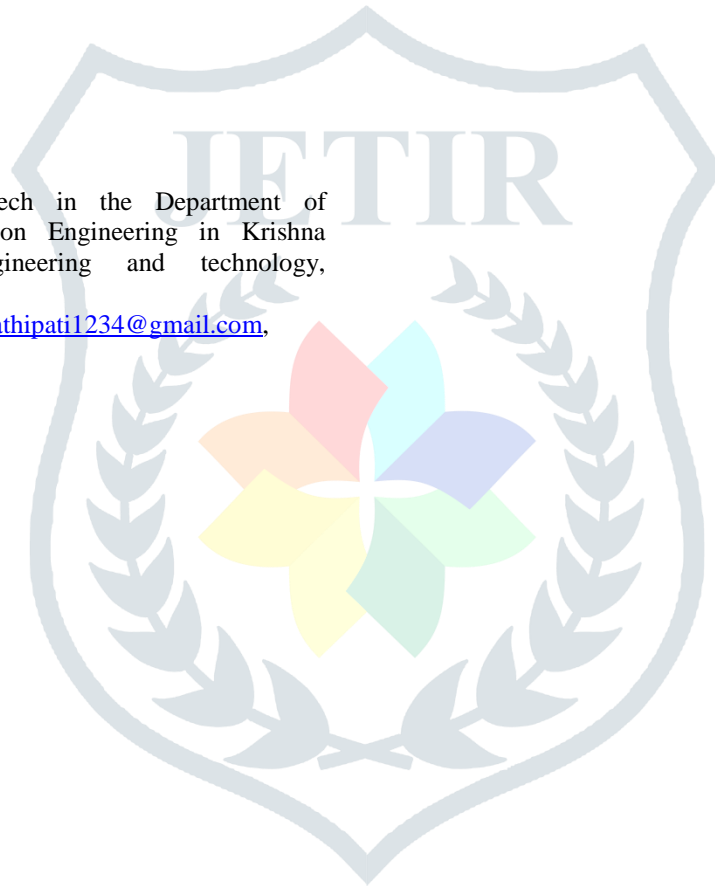 JETIR
ech in the Department of
on Engineering in Krishna
gineering and technology,
athipati1234@gmail.com,